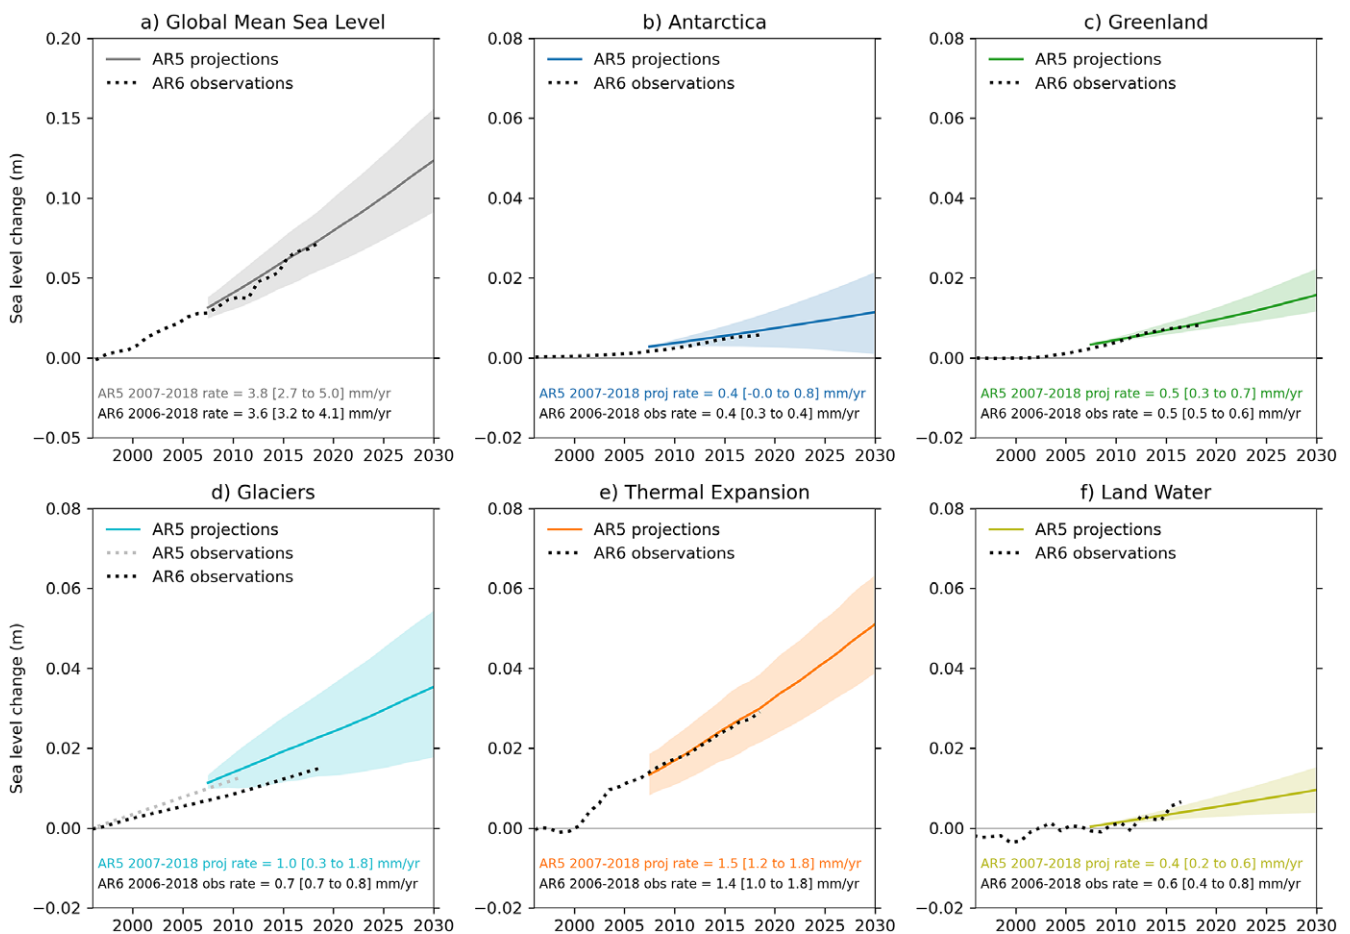 a) Global Mean Sea Level
b) Antarctica
c) Greenland
0.20
0.15
0.10
0.05
0.00
−0.05
Sea level change (m)
AR5 projections
AR6 observations
AR5 2007-2018 rate = 3.8 [2.7 to 5.0] mm/yr
AR6 2006-2018 rate = 3.6 [3.2 to 4.1] mm/yr
2000 2005 2010 2015 2020 2025 2030
0.08
0.06
0.04
0.02
0.00
−0.02
AR5 projections
AR6 observations
AR5 2007-2018 proj rate = 0.4 [-0.0 to 0.8] mm/yr
AR6 2006-2018 obs rate = 0.4 [0.3 to 0.4] mm/yr
2000 2005 2010 2015 2020 2025 2030
0.08
0.06
0.04
0.02
0.00
−0.02
AR5 projections
AR6 observations
AR5 2007-2018 proj rate = 0.5 [0.3 to 0.7] mm/yr
AR6 2006-2018 obs rate = 0.5 [0.5 to 0.6] mm/yr
2000 2005 2010 2015 2020 2025 2030
d) Glaciers
e) Thermal Expansion
f) Land Water
0.08
0.06
0.04
0.02
0.00
−0.02
Sea level change (m)
AR5 projections
AR5 observations
AR6 observations
AR5 2007-2018 proj rate = 1.0 [0.3 to 1.8] mm/yr
AR6 2006-2018 obs rate = 0.7 [0.7 to 0.8] mm/yr
2000 2005 2010 2015 2020 2025 2030
0.08
0.06
0.04
0.02
0.00
−0.02
AR5 projections
AR6 observations
AR5 2007-2018 proj rate = 1.5 [1.2 to 1.8] mm/yr
AR6 2006-2018 obs rate = 1.4 [1.0 to 1.8] mm/yr
2000 2005 2010 2015 2020 2025 2030
0.08
0.06
0.04
0.02
0.00
−0.02
AR5 projections
AR6 observations
AR5 2007-2018 proj rate = 0.4 [0.2 to 0.6] mm/yr
AR6 2006-2018 obs rate = 0.6 [0.4 to 0.8] mm/yr
2000 2005 2010 2015 2020 2025 2030